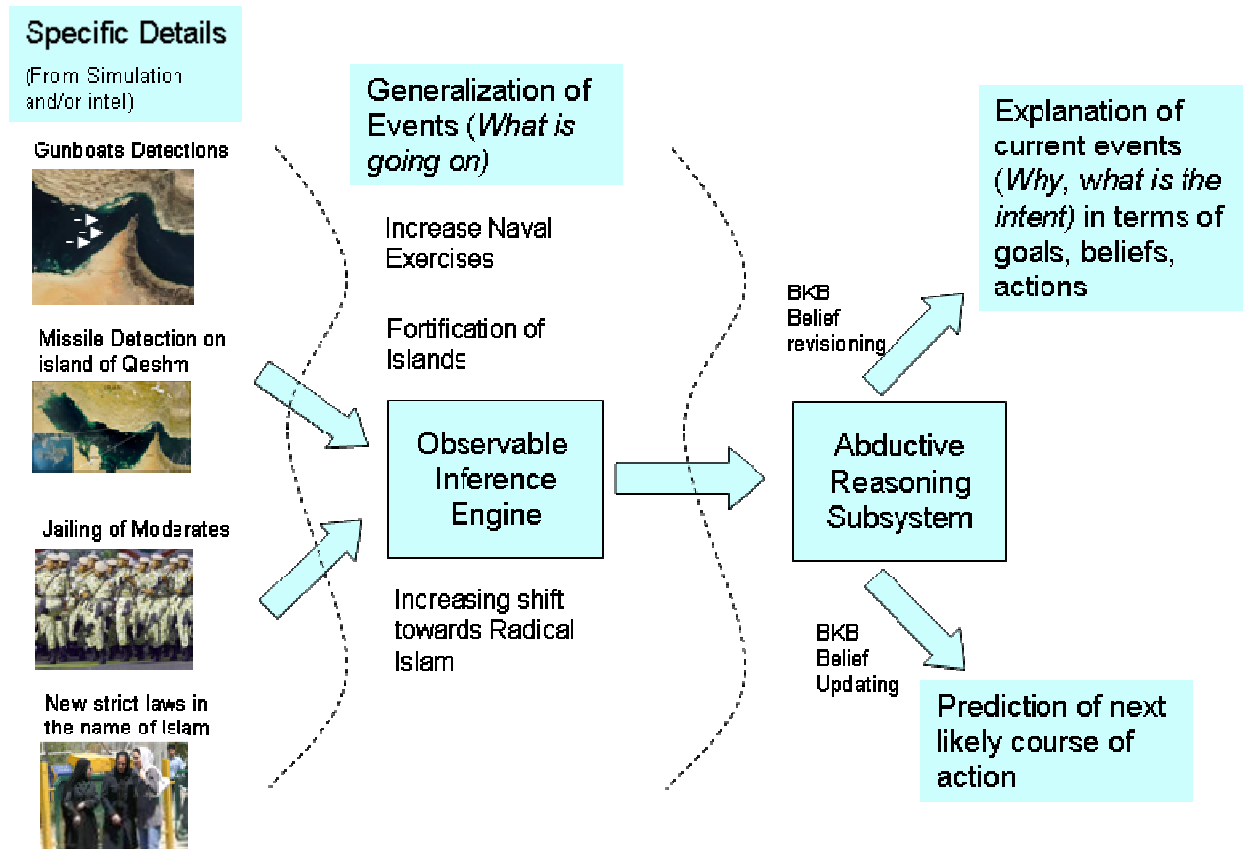 Specific Details
(From Simulation
and/or intel)
Gunboats Detections
Missile Detection on
island of Qeshm
Jailing of Moderates
New strict laws in
the name of Islam
Generalization of
Events (What is
going on)
Increase Naval
Exercises
Fortification of
Islands
Observable
Inference
Engine
Increasing shift
towards Radical
Islam
BKB
Belief
revisioning
Abductive
Reasoning
Subsystem
BKB
Belief
Updating
Explanation of
current events
(Why, what is the
intent) in terms of
goals, beliefs,
actions
Prediction of next
likely course of
action